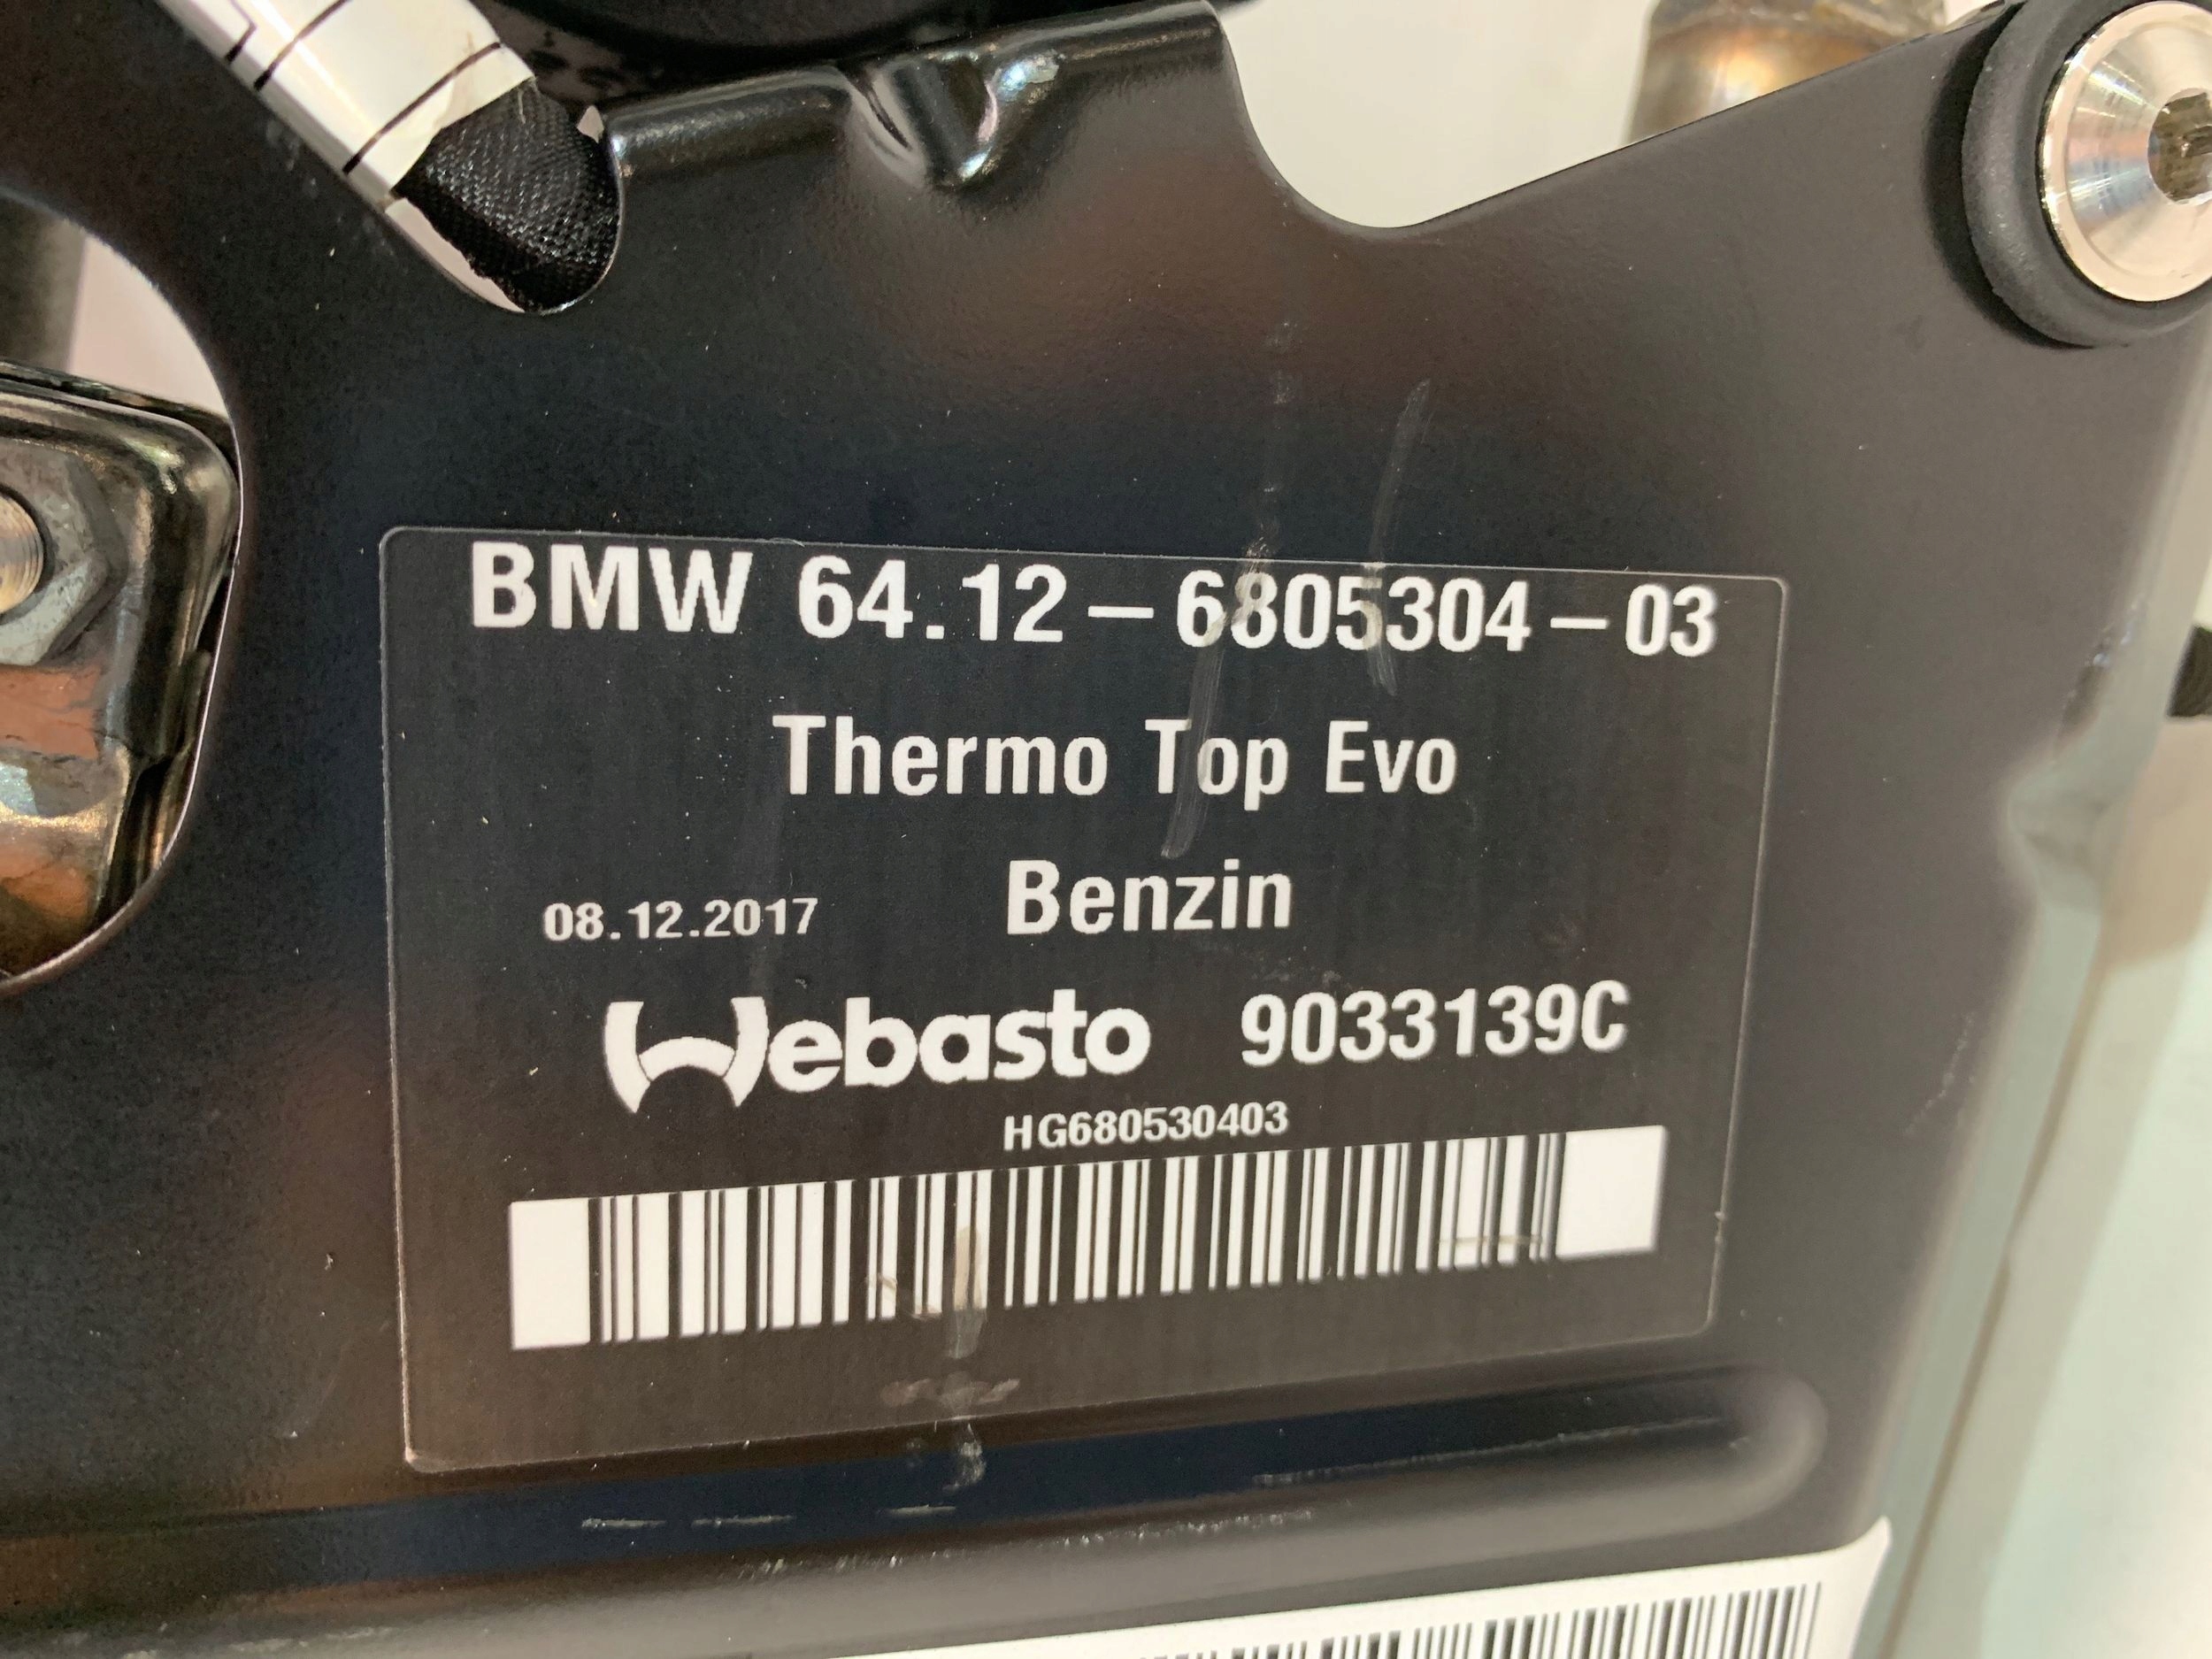 BMW 64.12-6805304-03
Thermo Top Evo
Benzin
08.12.2017
Webasto 9033139C
HG680530403